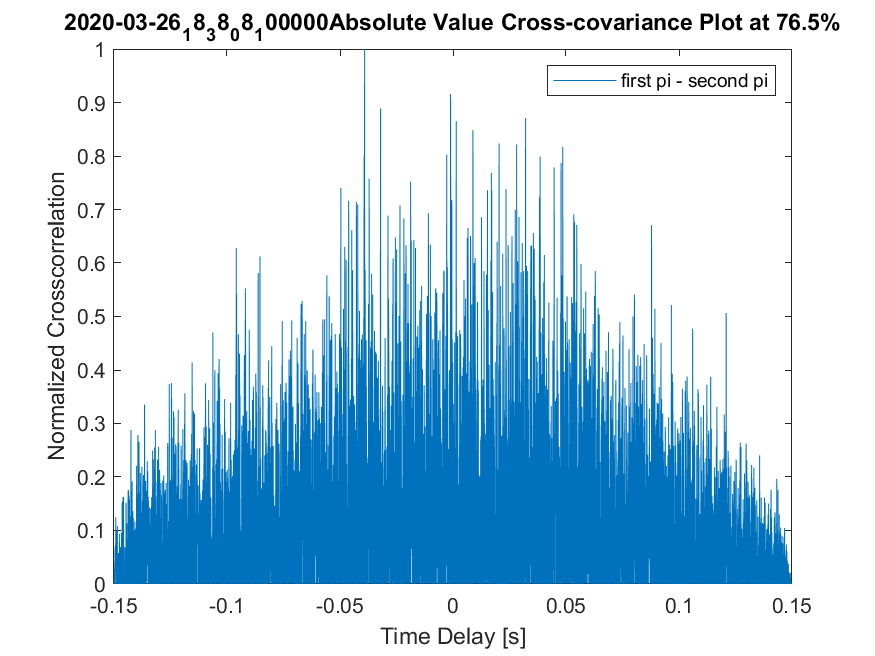 2020-03-26₁8₃8₀8₁00000Absolute Value Cross-covariance Plot at 76.5%
first pi - second pi
Normalized Crosscorrelation
1
0.9
0.8
0.7
0.6
0.5
0.4
0.3
0.2
0.1
0
-0.15 -0.1 -0.05 0 0.05 0.1 0.15
Time Delay [s]